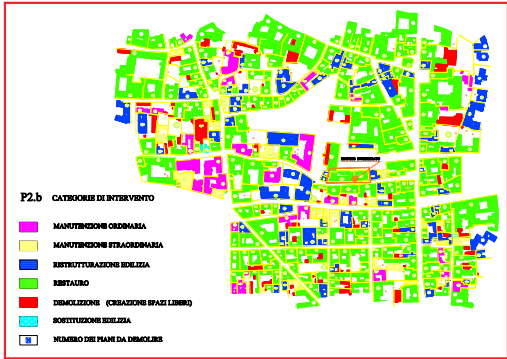 P2.b CATEGORIE DI INTERVENTO
MANUTENZIONE ORDINARIA
MANUTENZIONE STRAORDINARIA
RISTRUTTURAZIONE EDILIZIA
RESTAURO
DEMOLIZIONE (CREAZIONE SPAZI LIBERI)
SOSTITUZIONE EDILIZIA
NUMERO DEI PIANI DA DEMOLIRE